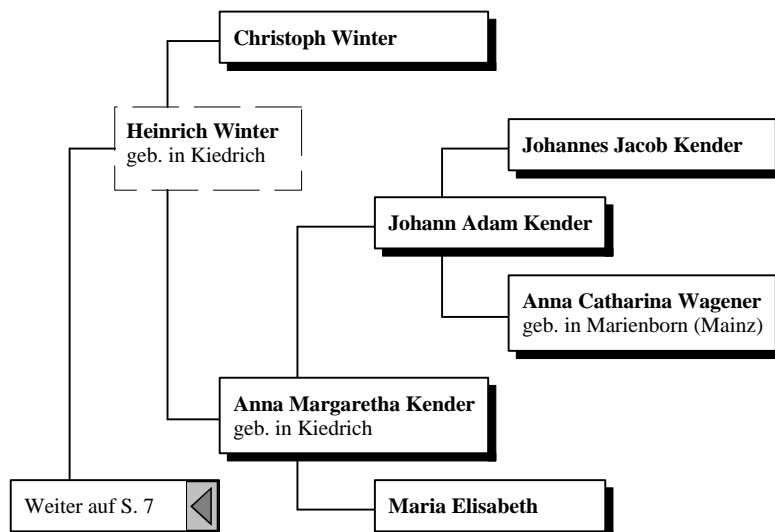 Christoph Winter
Heinrich Winter
geb. in Kiedrich
Johannes Jacob Kender
Johann Adam Kender
Anna Catharina Wagener
geb. in Marienborn (Mainz)
Anna Margaretha Kender
geb. in Kiedrich
Weiter auf S. 7
Maria Elisabeth